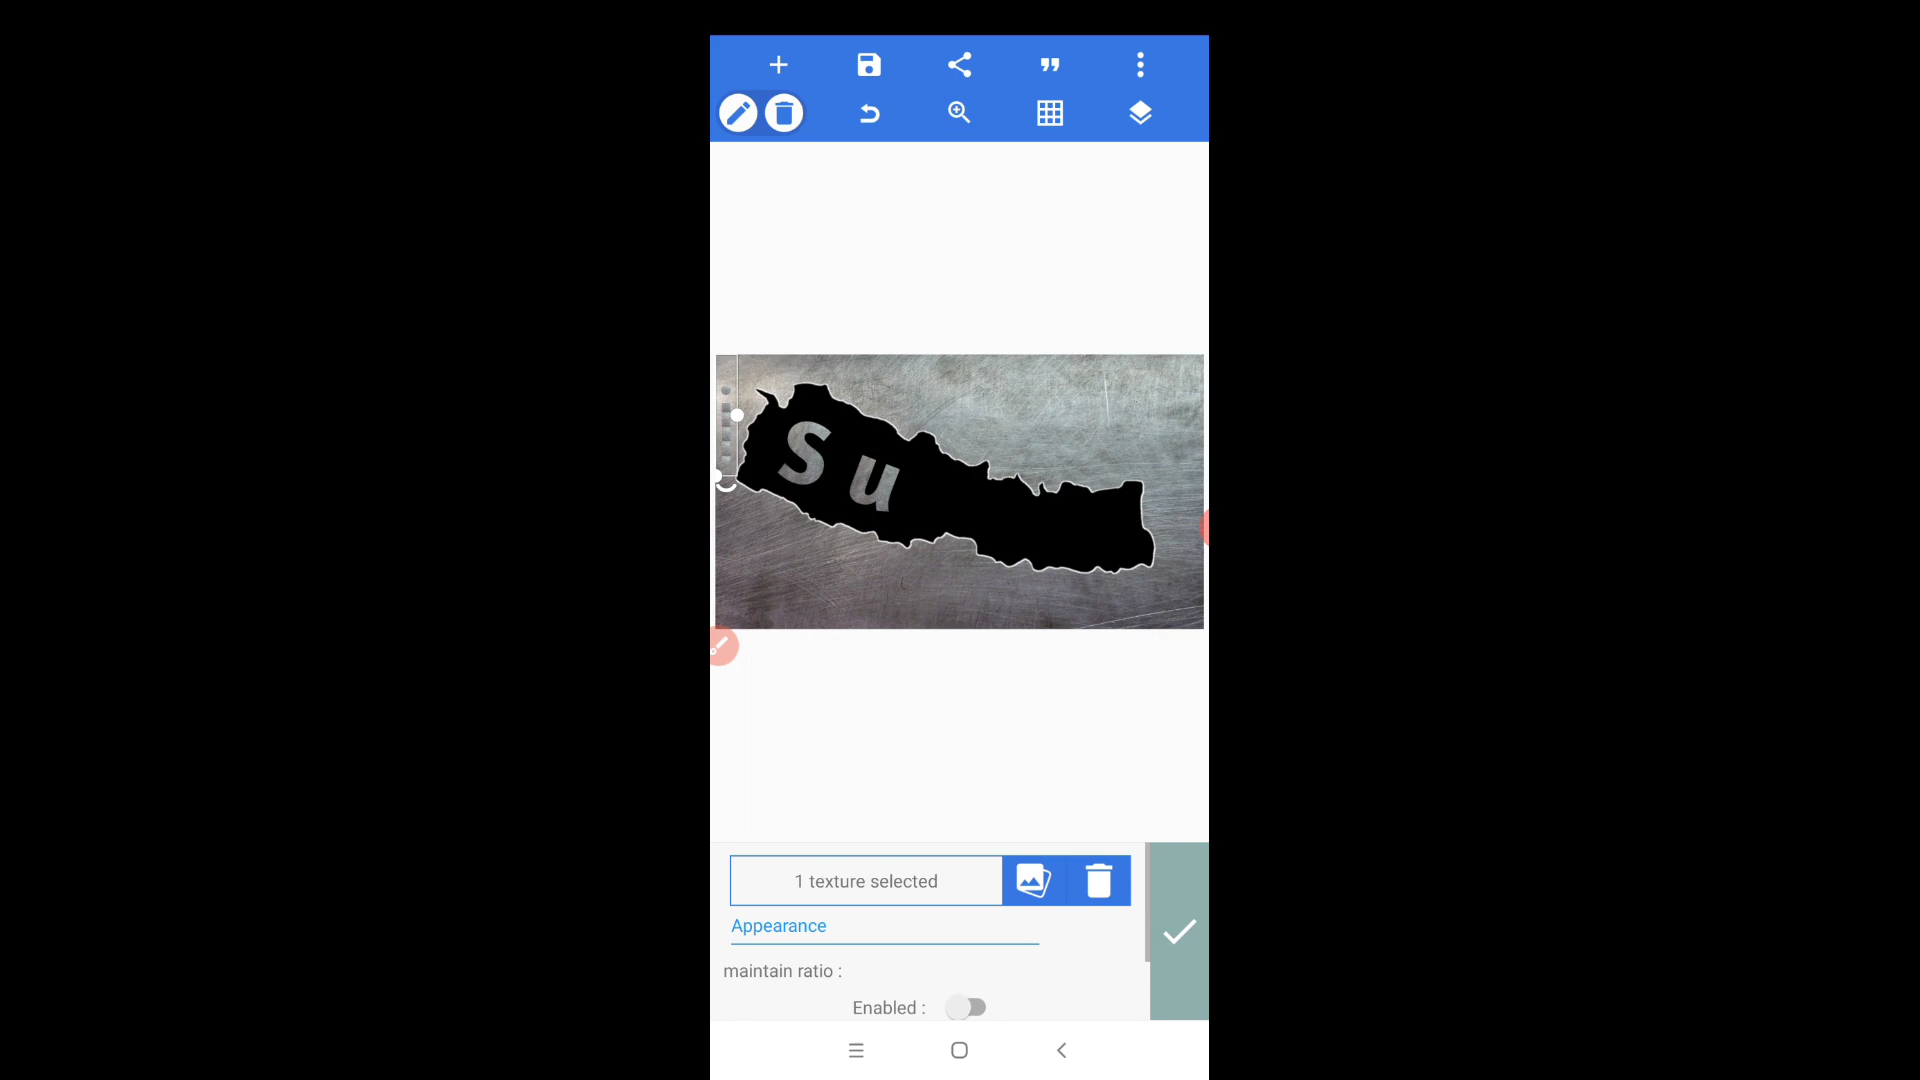 S u
1 texture selected
Appearance
maintain ratio :
Enabled :